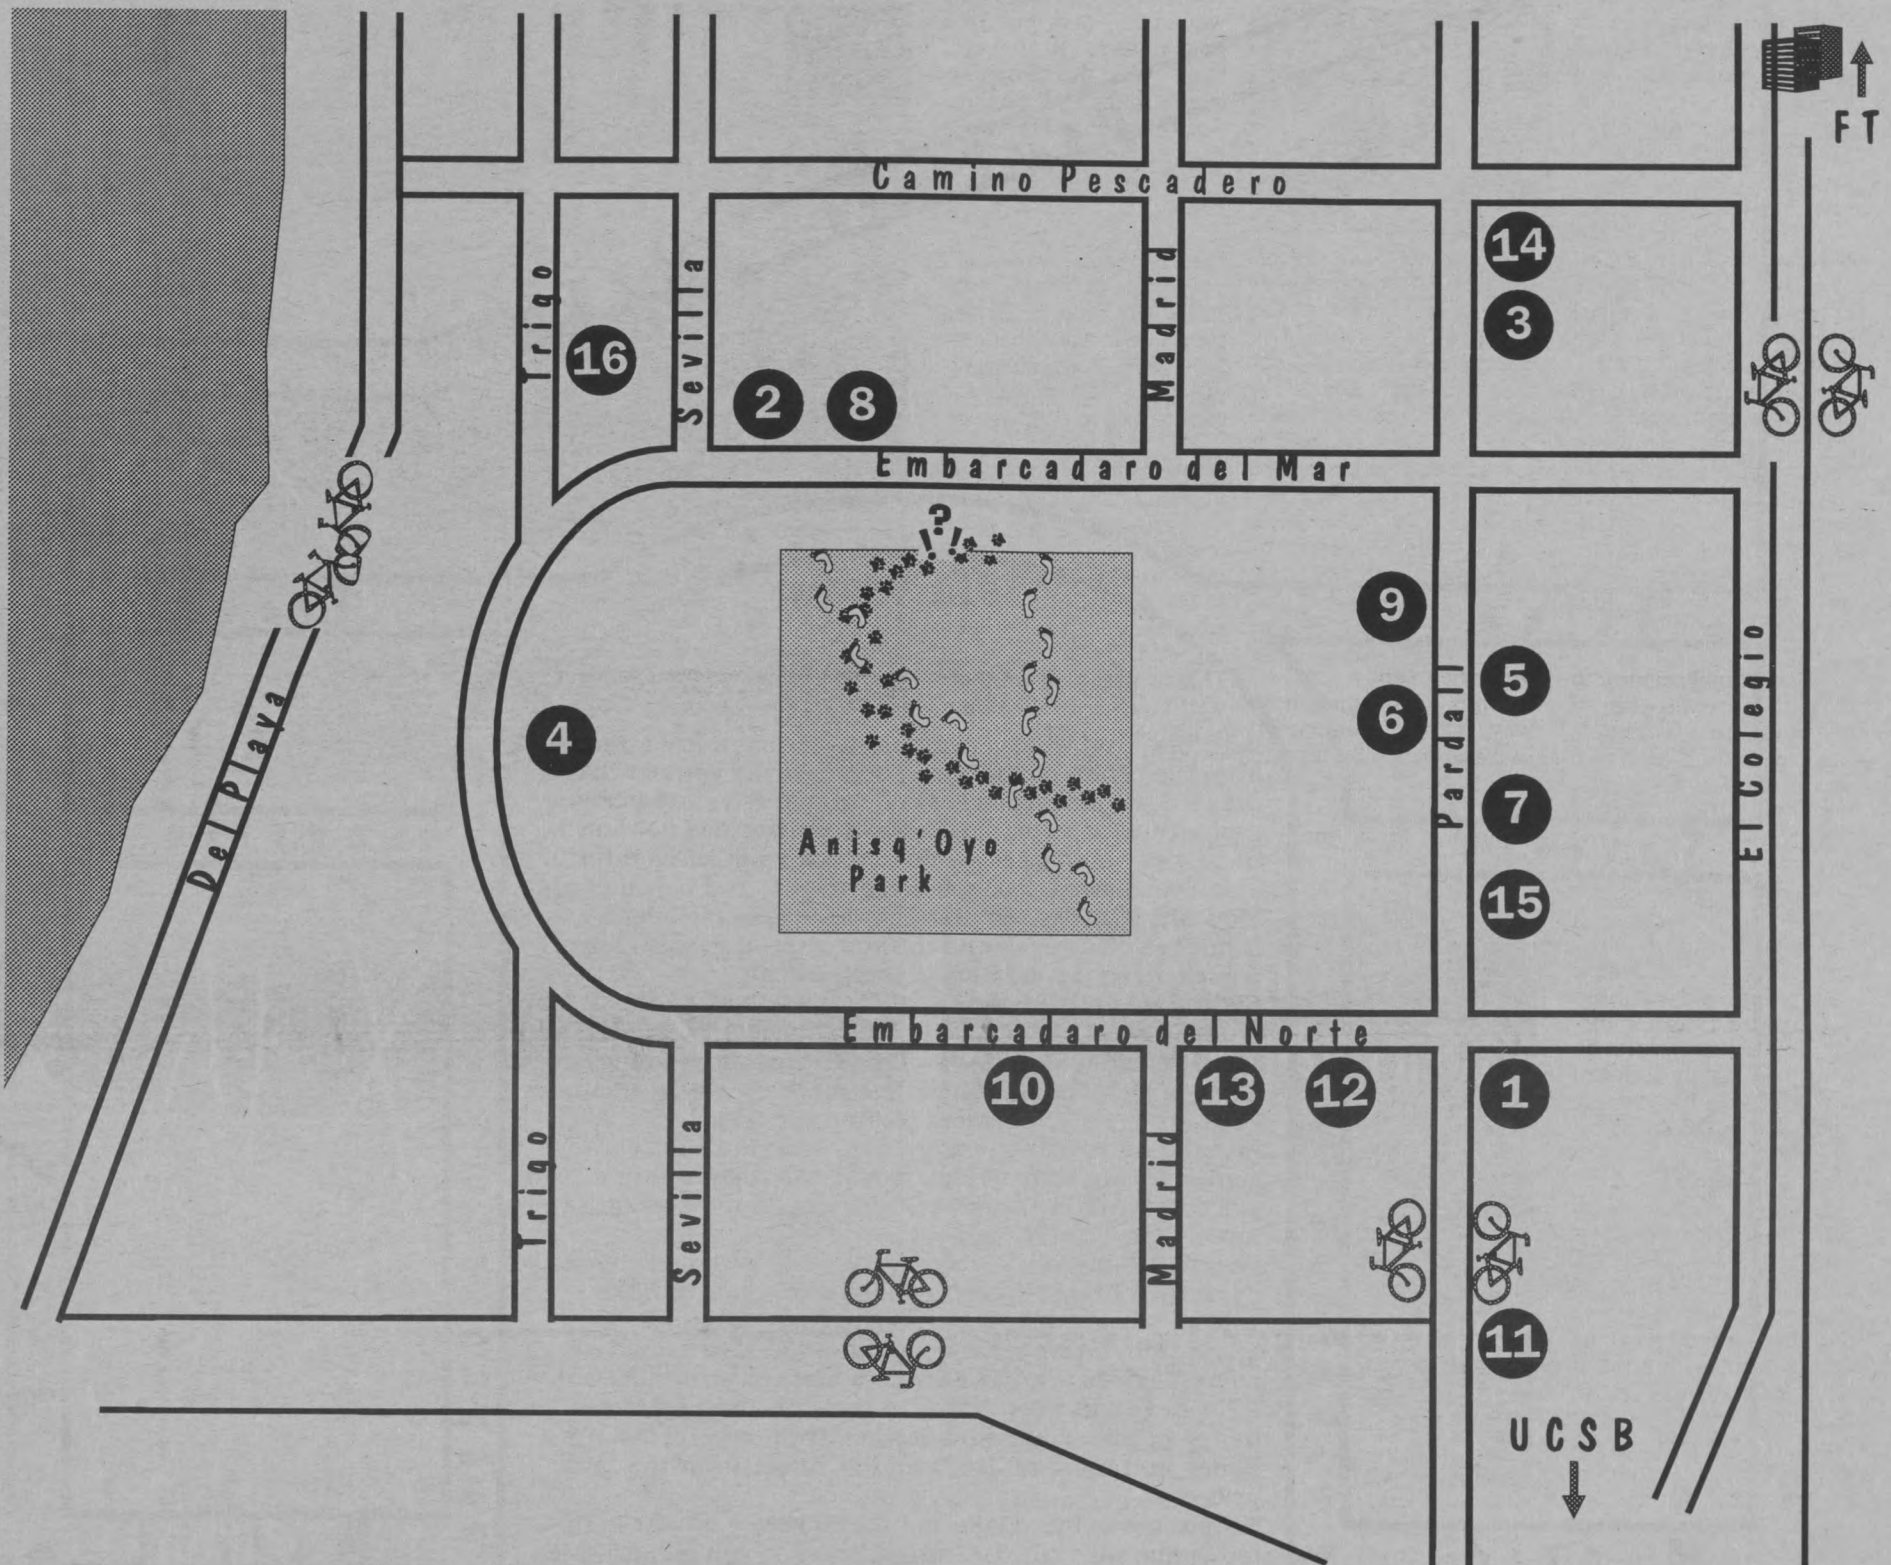 F T
Camino Pescadero
14
3
Trigo
16
Sevilla
2
8
Madrid
Embarcadaro del Mar
?
! !
9
5
6
Pardall
El Colegio
4
7
Del Playa
Anisq'Oyo
Park
15
Embarcadaro del Norte
10
13
12
1
Trigo
Sevilla
Madrid
11
UCSB